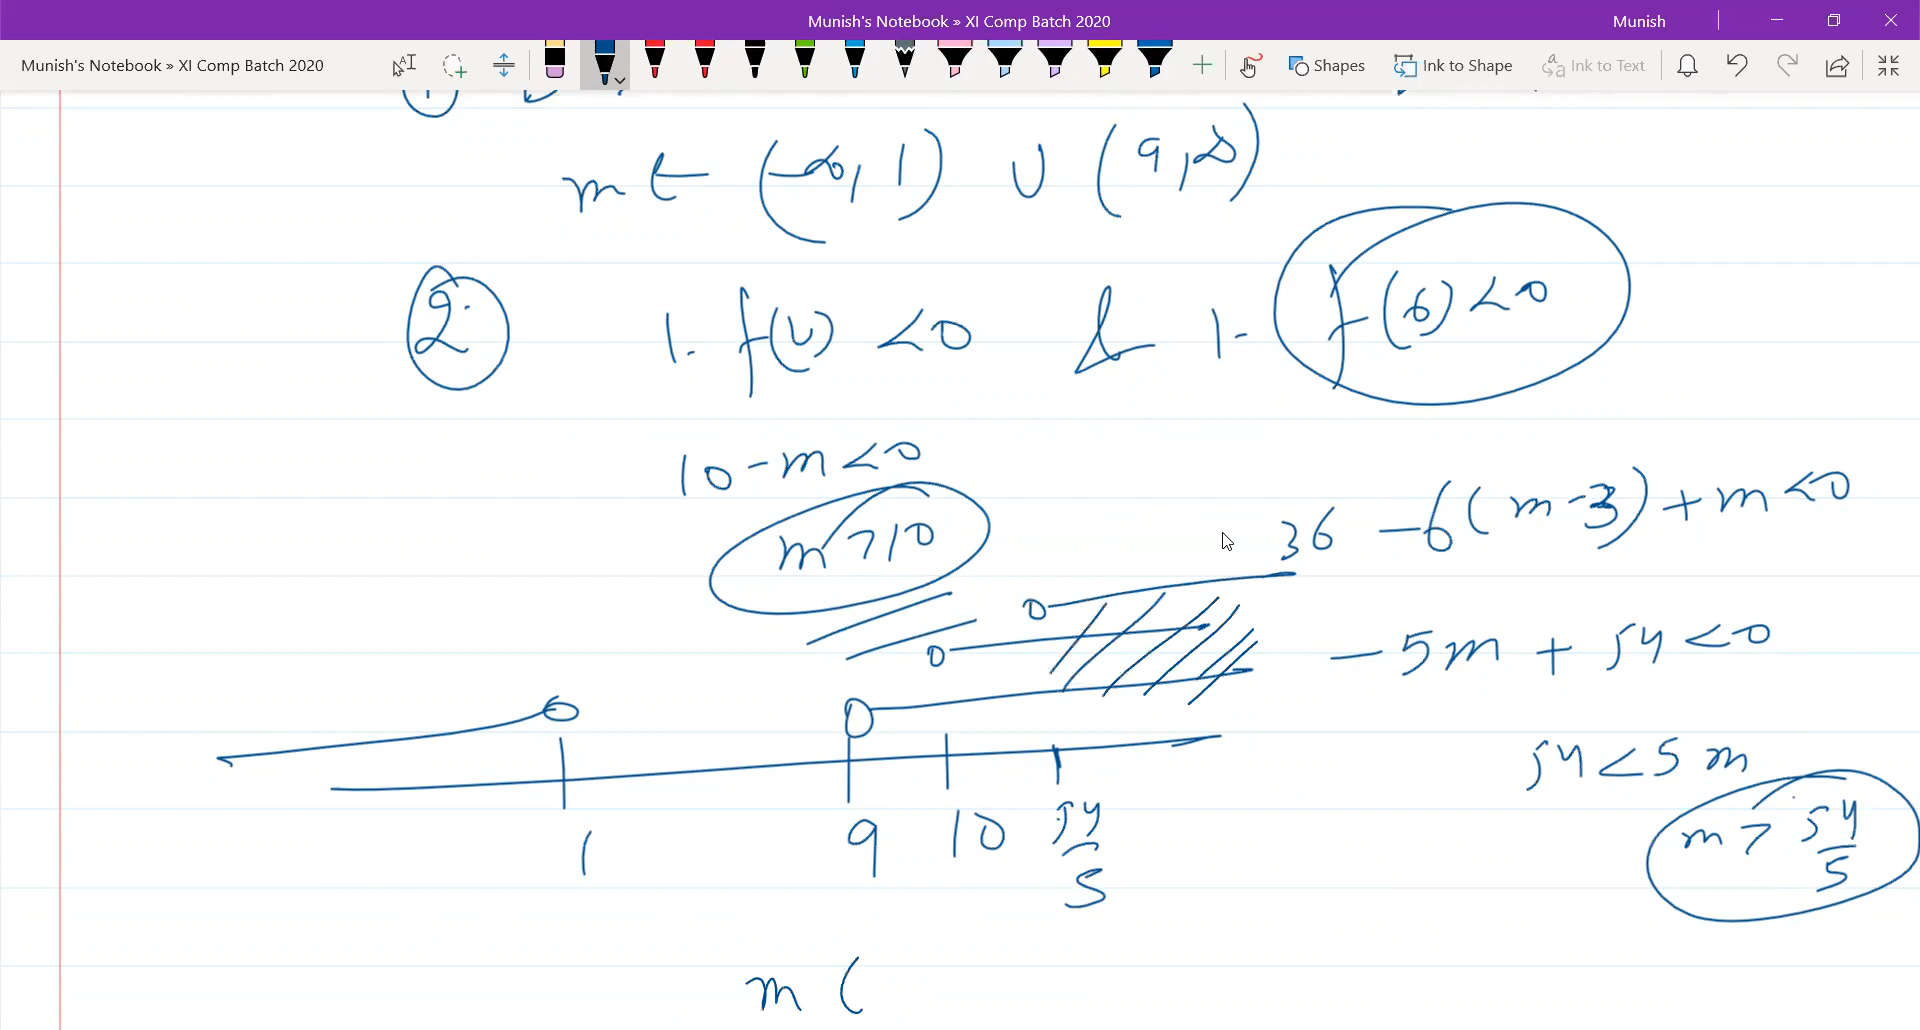 Munish's Notebook » XI Comp Batch 2020
Munish
Munish's Notebook » XI Comp Batch 2020
Shapes
Ink to Shape
Ink to Text
m ∈ (-∞, 1) ∪ (9, ∞)
2. 1. f(2) <0 & 1. f(6) <0
10 - m <0
m >10
36 - 6(m - 3) + m <0
- 5m + 54 <0
54 < 5m
m > 54/5
1 9 10 54/5
m (